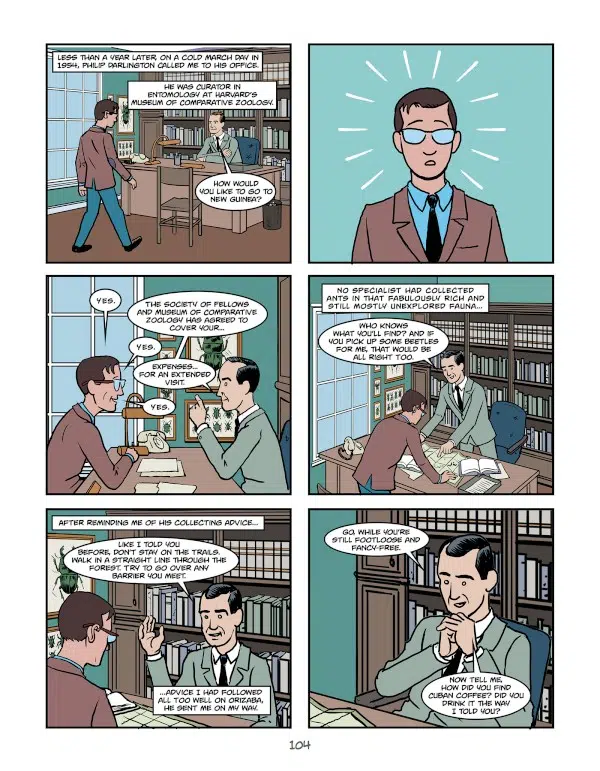 LESS THAN A YEAR LATER, ON A COLD MARCH DAY IN
1954, PHILIP DARLINGTON CALLED ME TO HIS OFFICE.
HE WAS CURATOR IN
ENTOMOLOGY AT HARVARD'S
MUSEUM OF COMPARATIVE ZOOLOGY.
HOW WOULD
YOU LIKE TO GO TO
NEW GUINEA?
YES.
THE SOCIETY OF FELLOWS
AND MUSEUM OF COMPARATIVE
ZOOLOGY HAS AGREED TO
COVER YOUR...
YES.
EXPENSES...
FOR AN EXTENDED
VISIT.
YES.
NO SPECIALIST HAD COLLECTED
ANTS IN THAT FABULOUSLY RICH AND
STILL MOSTLY UNEXPLORED FAUNA...
WHO KNOWS
WHAT YOU'LL FIND? AND IF
YOU PICK UP SOME BEETLES
FOR ME, THAT WOULD BE
ALL RIGHT TOO.
AFTER REMINDING ME OF HIS COLLECTING ADVICE...
LIKE I TOLD YOU
BEFORE, DON'T STAY ON THE TRAILS.
WALK IN A STRAIGHT LINE THROUGH THE
FOREST. TRY TO GO OVER ANY
BARRIER YOU MEET.
...ADVICE I HAD FOLLOWED
ALL TOO WELL ON ORIZABA,
HE SENT ME ON MY WAY.
GO, WHILE YOU'RE
STILL FOOTLOOSE AND
FANCY-FREE.
NOW TELL ME,
HOW DID YOU FIND
CUBAN COFFEE? DID YOU
DRINK IT THE WAY
I TOLD YOU?
104